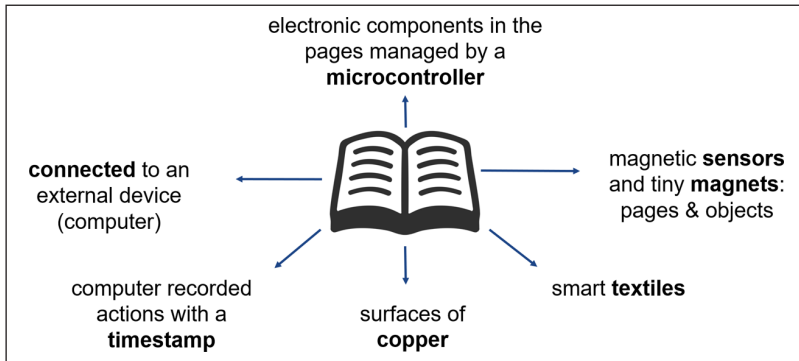 electronic components in the
pages managed by a
microcontroller
connected to an
external device
(computer)
magnetic sensors
and tiny magnets:
pages & objects
computer recorded
actions with a
timestamp
surfaces of
copper
smart textiles